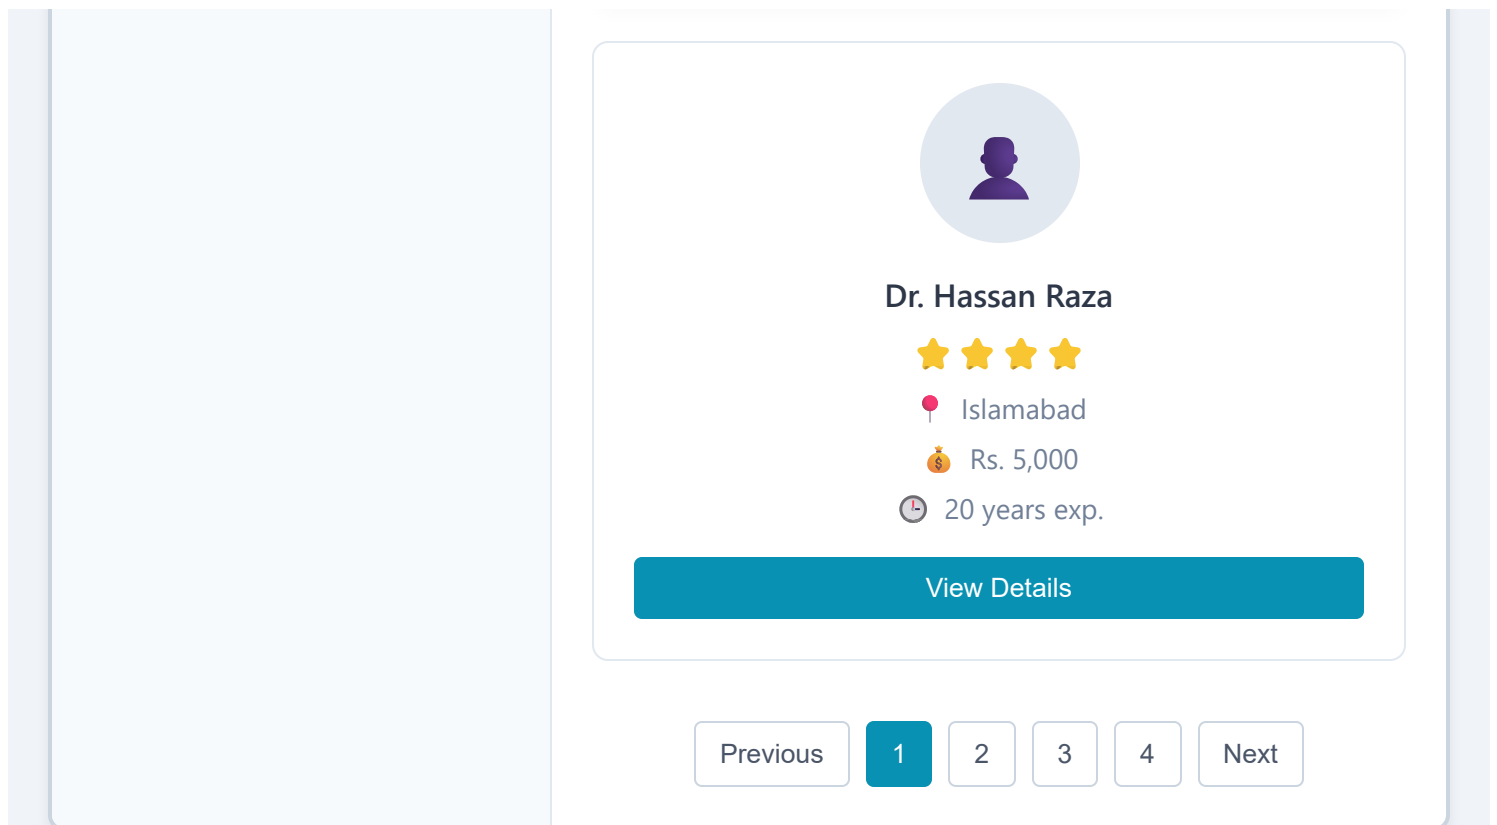 Dr. Hassan Raza
Islamabad
Rs. 5,000
20 years exp.
View Details
Previous 1 2 3 4 Next